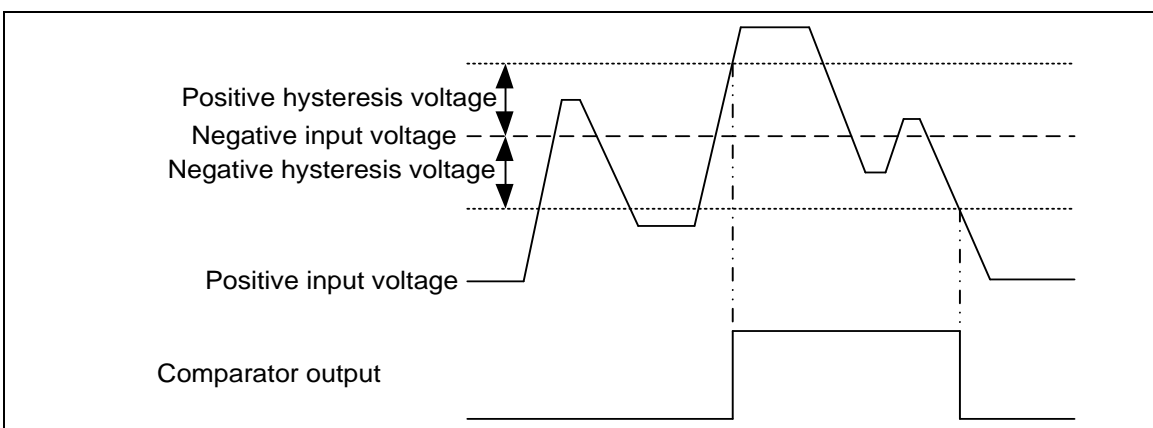 Positive hysteresis voltage
Negative input voltage
Negative hysteresis voltage
Positive input voltage
Comparator output